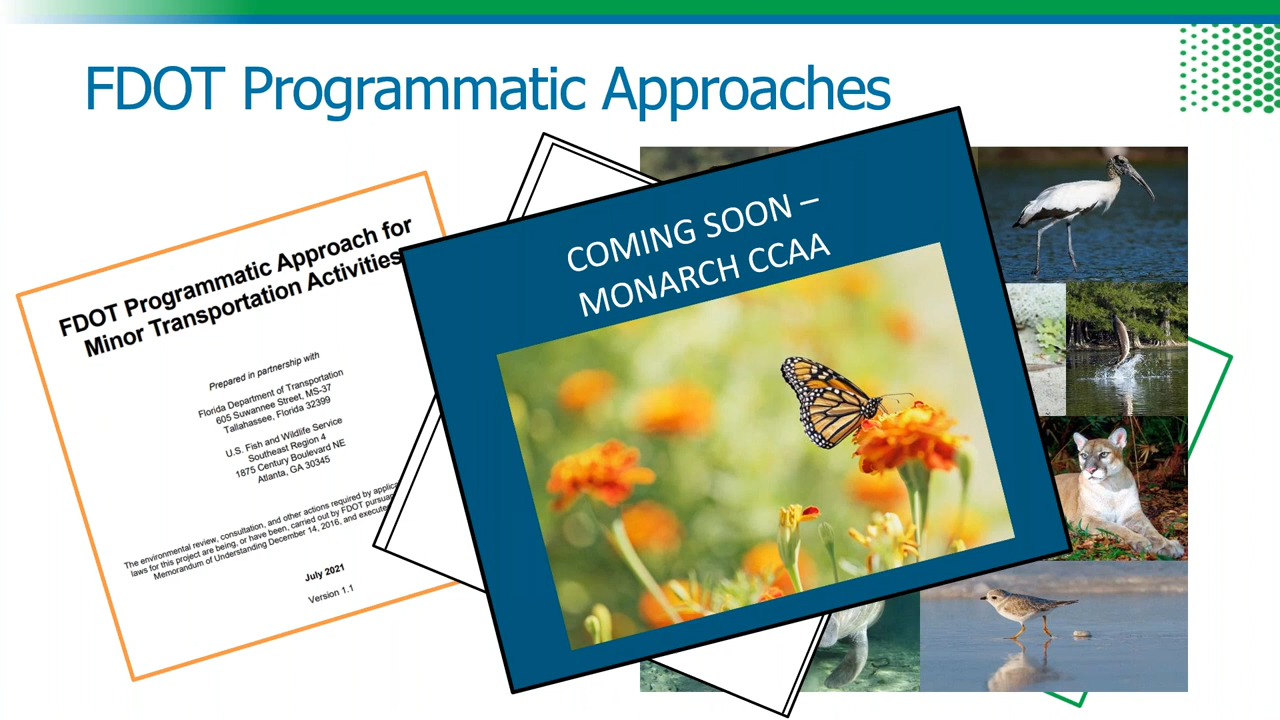 FDOT Programmatic Approaches
FDOT Programmatic Approach for
Minor Transportation Activities
Prepared in partnership with
Florida Department of Transportation
605 Suwannee Street, MS-37
Tallahassee, Florida 32399
U.S. Fish and Wildlife Service
Southeast Region 4
1875 Century Boulevard NE
Atlanta, GA 30345
The environmental review, consultation, and other actions required by
laws for this project are being, or have been, carried out by FDOT
Memorandum of Understanding December 14, 2016, and
July 2021
Version 1.1
COMING SOON –
MONARCH CCAA